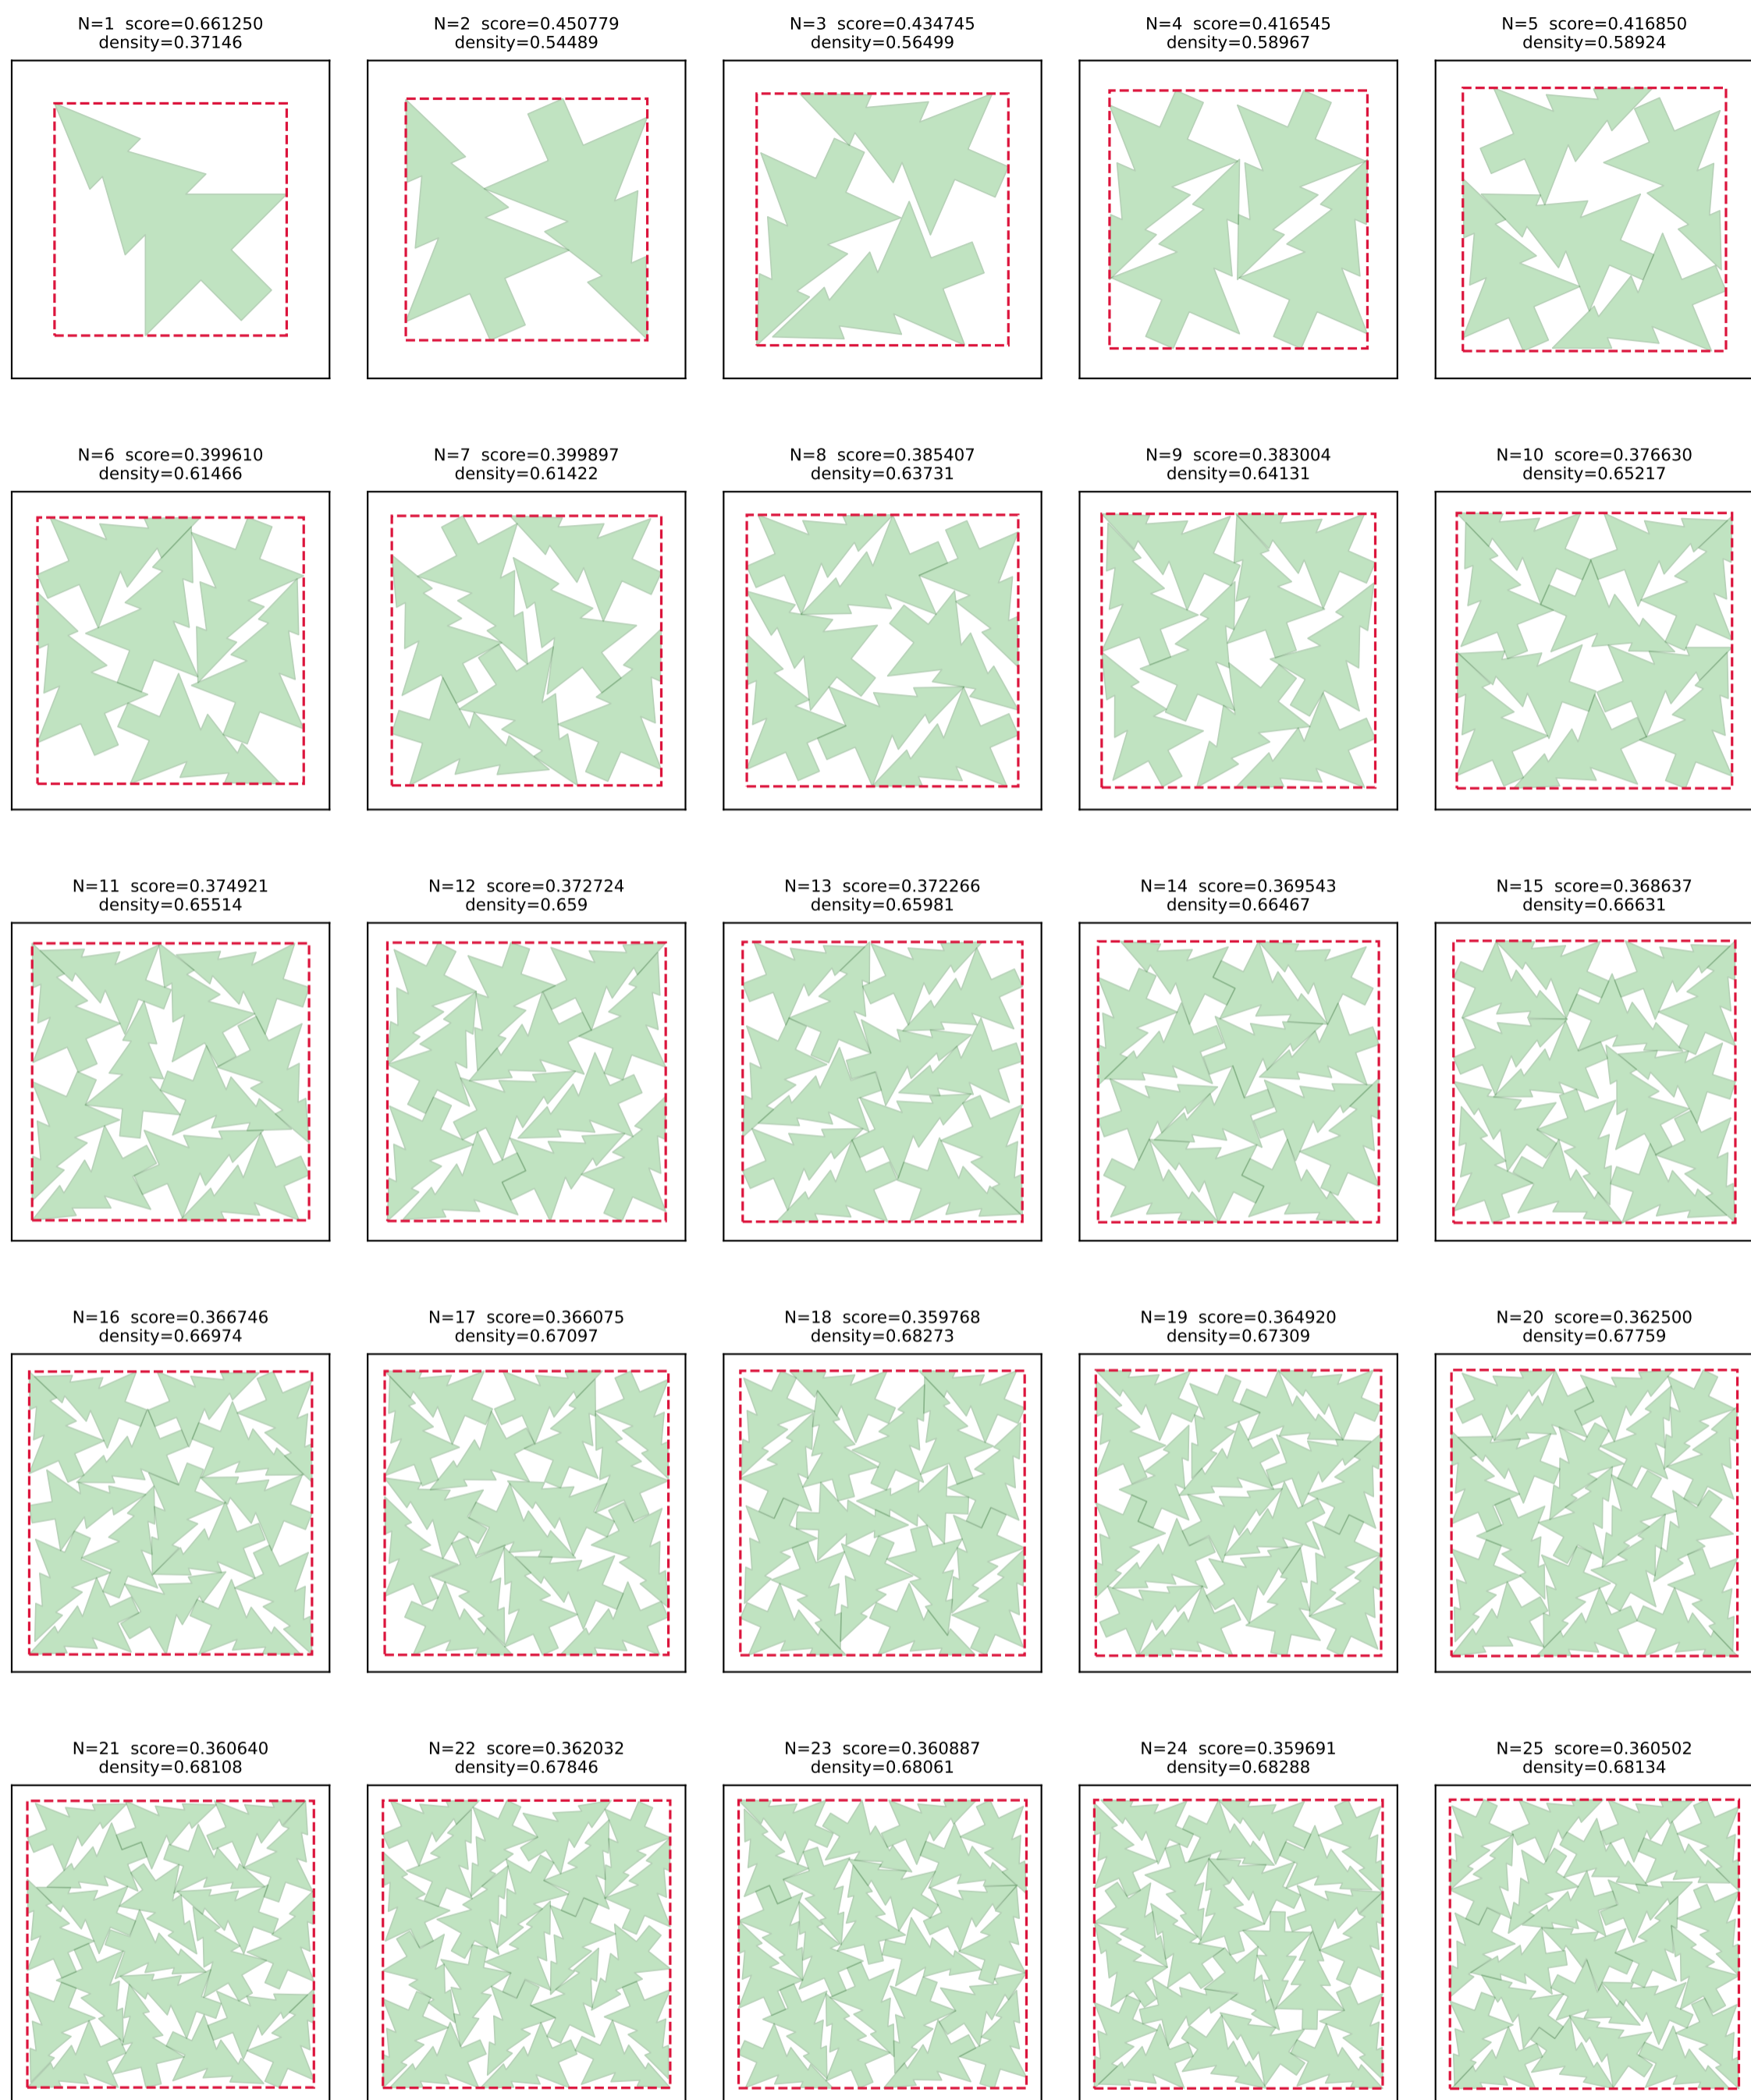 N=1  score=0.661250
density=0.37146
N=2  score=0.450779
density=0.54489
N=3  score=0.434745
density=0.56499
N=4  score=0.416545
density=0.58967
N=5  score=0.416850
density=0.58924
N=6  score=0.399610
density=0.61466
N=7  score=0.399897
density=0.61422
N=8  score=0.385407
density=0.63731
N=9  score=0.383004
density=0.64131
N=10  score=0.376630
density=0.65217
N=11  score=0.374921
density=0.65514
N=12  score=0.372724
density=0.659
N=13  score=0.372266
density=0.65981
N=14  score=0.369543
density=0.66467
N=15  score=0.368637
density=0.66631
N=16  score=0.366746
density=0.66974
N=17  score=0.366075
density=0.67097
N=18  score=0.359768
density=0.68273
N=19  score=0.364920
density=0.67309
N=20  score=0.362500
density=0.67759
N=21  score=0.360640
density=0.68108
N=22  score=0.362032
density=0.67846
N=23  score=0.360887
density=0.68061
N=24  score=0.359691
density=0.68288
N=25  score=0.360502
density=0.68134